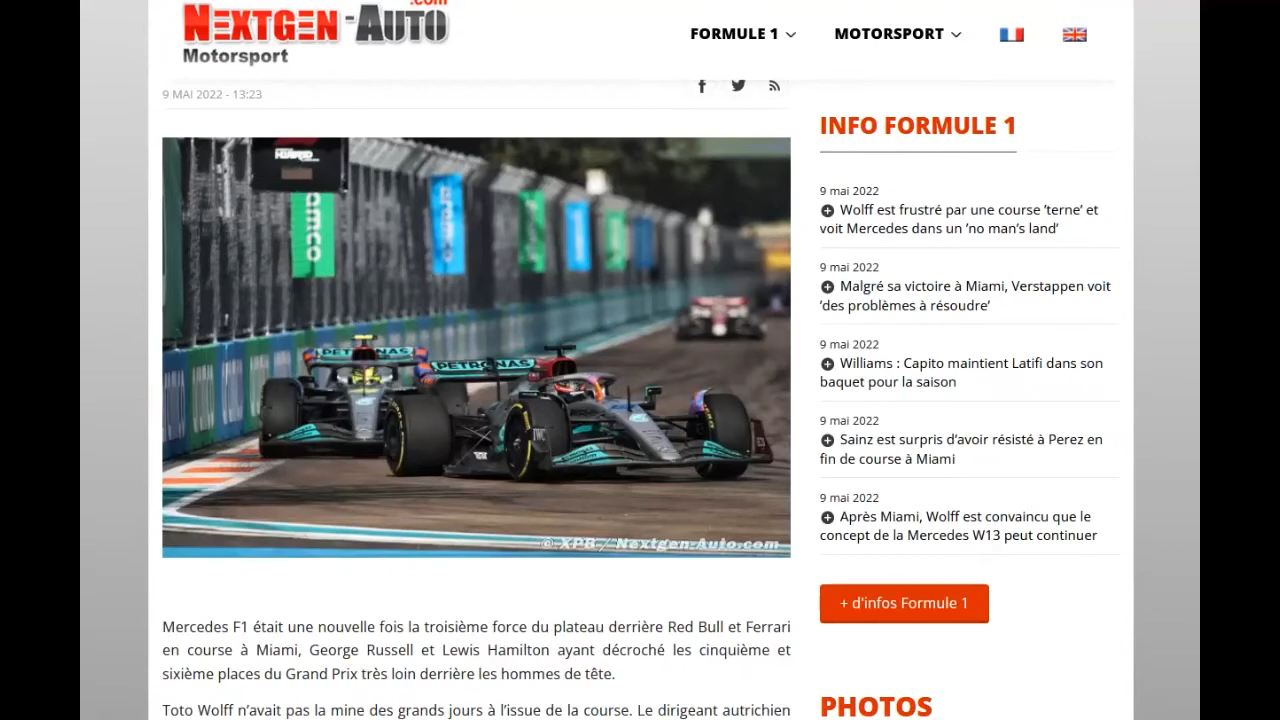 .com
NEXTGEN-AUTO
Motorsport
FORMULE 1
MOTORSPORT
9 MAI 2022 - 13:23
aramco
PETRONAS
PETRONAS
IWC
© XPB / Nextgen-Auto.com
Mercedes F1 était une nouvelle fois la troisième force du plateau derrière Red Bull et Ferrari
en course à Miami, George Russell et Lewis Hamilton ayant décroché les cinquième et
sixième places du Grand Prix très loin derrière les hommes de tête.
Toto Wolff n’avait pas la mine des grands jours à l’issue de la course. Le dirigeant autrichien
INFO FORMULE 1
9 mai 2022
Wolff est frustré par une course ’terne’ et
voit Mercedes dans un ’no man’s land’
9 mai 2022
Malgré sa victoire à Miami, Verstappen voit
’des problèmes à résoudre’
9 mai 2022
Williams : Capito maintient Latifi dans son
baquet pour la saison
9 mai 2022
Sainz est surpris d’avoir résisté à Perez en
fin de course à Miami
9 mai 2022
Après Miami, Wolff est convaincu que le
concept de la Mercedes W13 peut continuer
+ d'infos Formule 1
PHOTOS